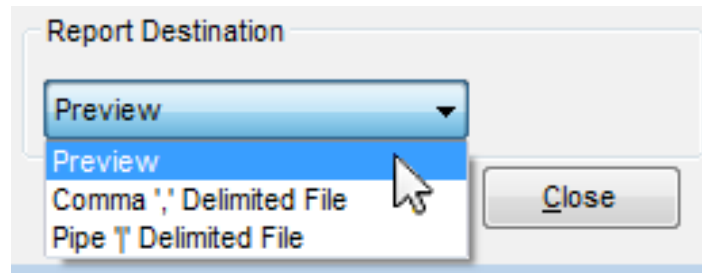 Report Destination
Preview
Preview
Comma ',' Delimited File
Close
Pipe '|' Delimited File